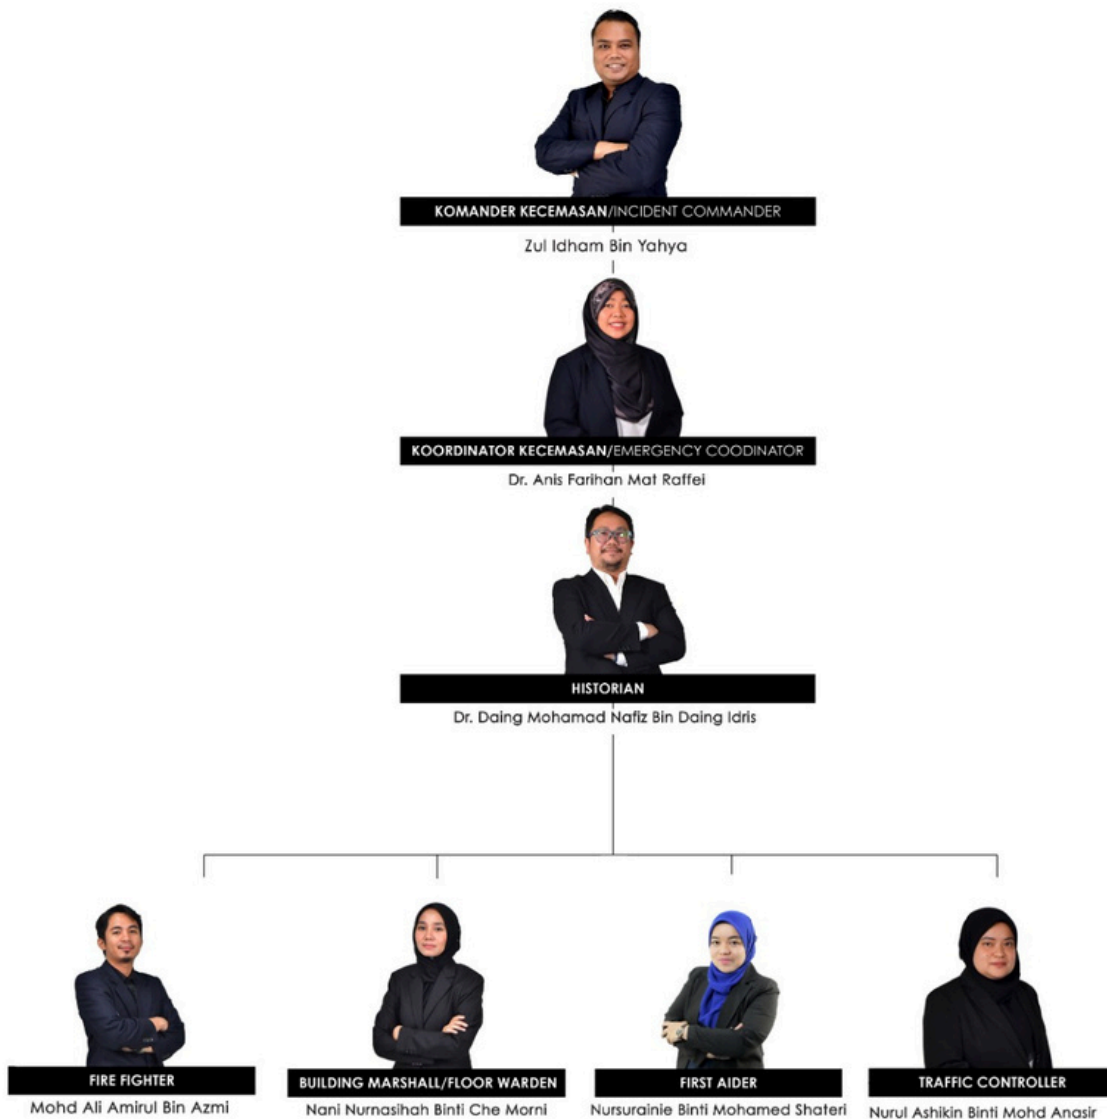 KOMANDER KECEMASAN/INCIDENT COMMANDER
Zul Idham Bin Yahya
KOORDINATOR KECEMASAN/EMERGENCY COODINATOR
Dr. Anis Farihan Mat Raffei
HISTORIAN
Dr. Daing Mohamad Nafiz Bin Daing Idris
FIRE FIGHTER
Mohd Ali Amirul Bin Azmi
BUILDING MARSHALL/FLOOR WARDEN
Nani Nurnasihah Binti Che Morni
FIRST AIDER
Nursurainie Binti Mohamed Shateri
TRAFFIC CONTROLLER
Nurul Ashikin Binti Mohd Anasir